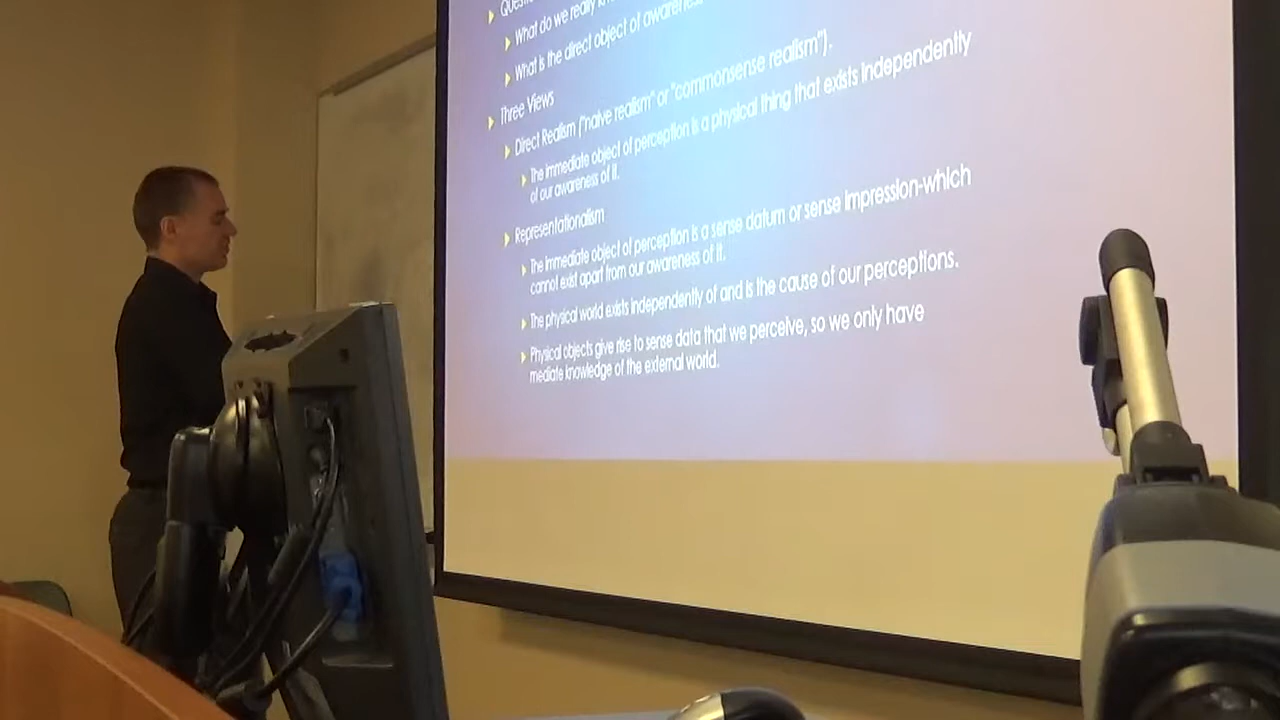 What do we really
What is the direct object of awareness
Three Views
Direct Realism ("naive realism" or "commonsense realism").
The immediate object of perception is a physical thing that exists independently
of our awareness of it.
Representationalism
The immediate object of perception is a sense datum or sense impression-which
cannot exist apart from our awareness of it.
The physical world exists independently of and is the cause of our perceptions.
Physical objects give rise to sense data that we perceive, so we only have
mediate knowledge of the external world.